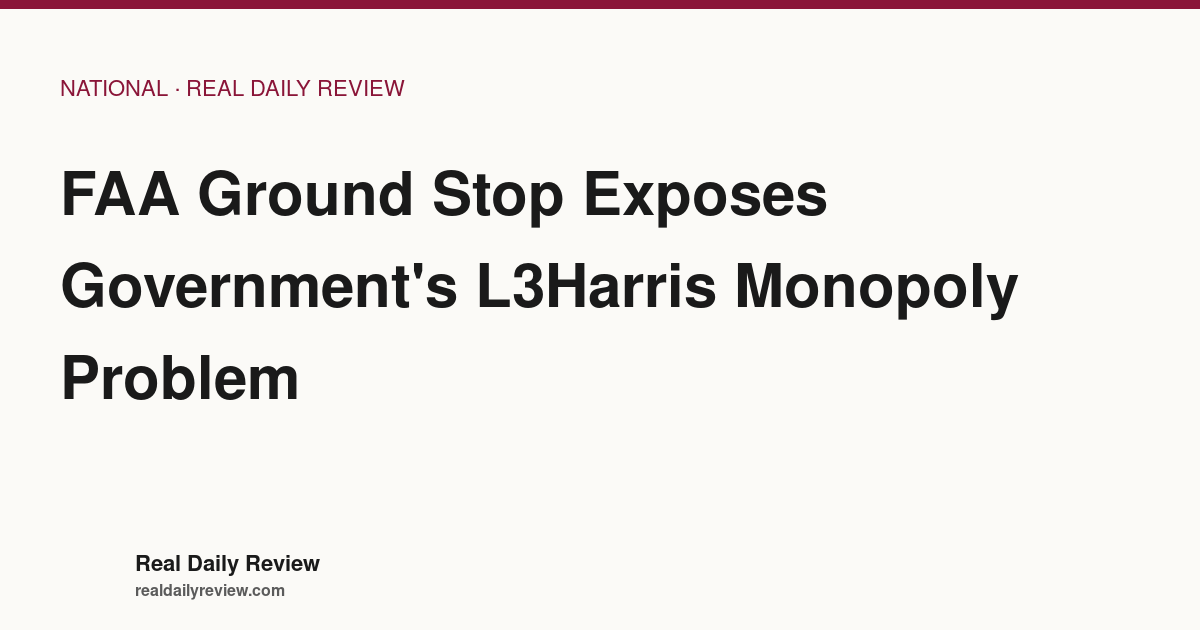 NATIONAL · REAL DAILY REVIEW
FAA Ground Stop Exposes
Government's L3Harris Monopoly
Problem
Real Daily Review
realdailyreview.com